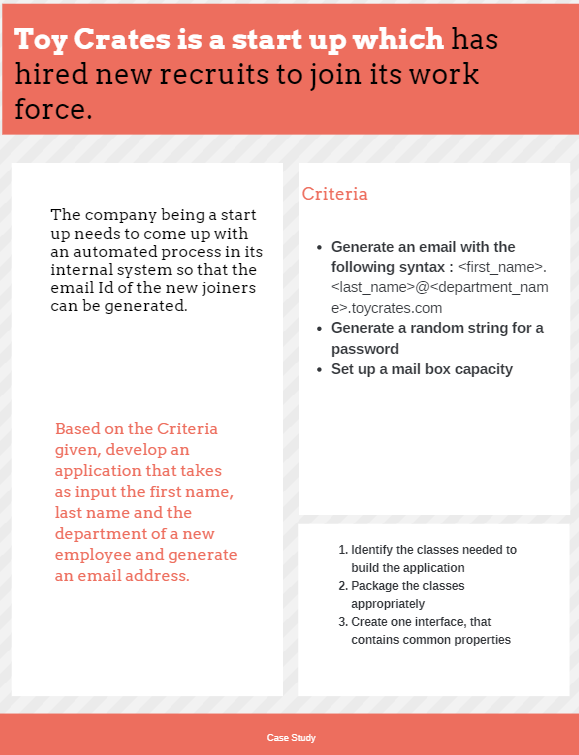 Toy Crates is a start up which has
hired new recruits to join its work
force.
The company being a start
up needs to come up with
an automated process in its
internal system so that the
email Id of the new joiners
can be generated.
Based on the Criteria
given, develop an
application that takes
as input the first name,
last name and the
department of a new
employee and generate
an email address.
Criteria
• Generate an email with the
following syntax : <first_name>.
<last_name>@<department_nam
e>.toycrates.com
• Generate a random string for a
password
• Set up a mail box capacity
1. Identify the classes needed to
build the application
2. Package the classes
appropriately
3. Create one interface, that
contains common properties
Case Study